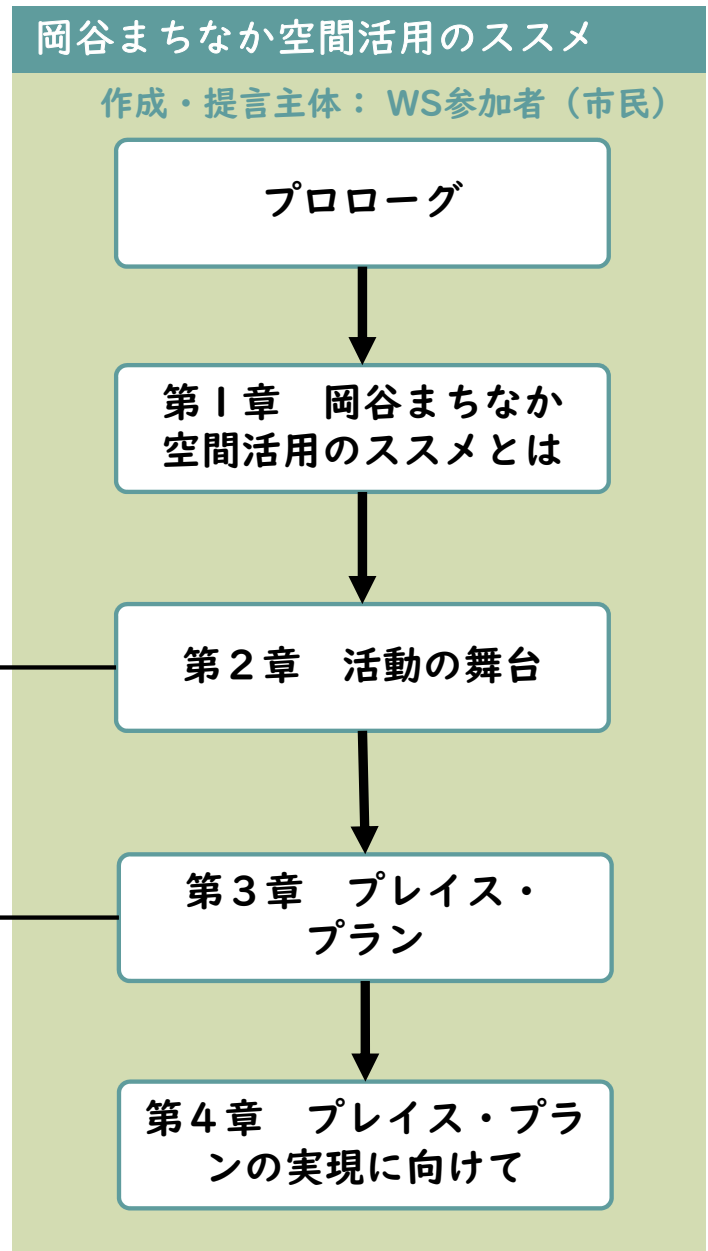 岡谷まちなか空間活用のススメ
作成・提言主体： WS参加者（市民）
プロローグ
第１章　岡谷まちなか
空間活用のススメとは
第２章　活動の舞台
第３章　プレイス・
プラン
第４章　プレイス・プラ
ンの実現に向けて